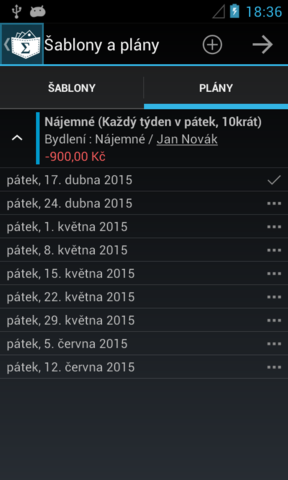 18:36
Šablony a plány
ŠABLONY
PLÁNY
Nájemné (Každý týden v pátek, 10krát)
Bydlení : Nájemné / Jan Novák
-900,00 Kč
pátek, 17. dubna 2015
pátek, 24. dubna 2015
pátek, 1. května 2015
pátek, 8. května 2015
pátek, 15. května 2015
pátek, 22. května 2015
pátek, 29. května 2015
pátek, 5. června 2015
pátek, 12. června 2015